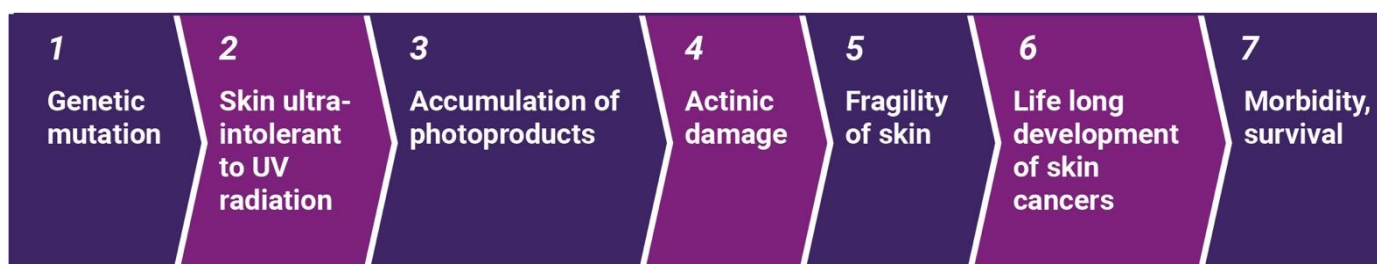 1
Genetic
mutation
2
Skin ultra-
intolerant
to UV
radiation
3
Accumulation of
photoproducts
4
Actinic
damage
5
Fragility
of skin
6
Life long
development
of skin
cancers
7
Morbidity,
survival